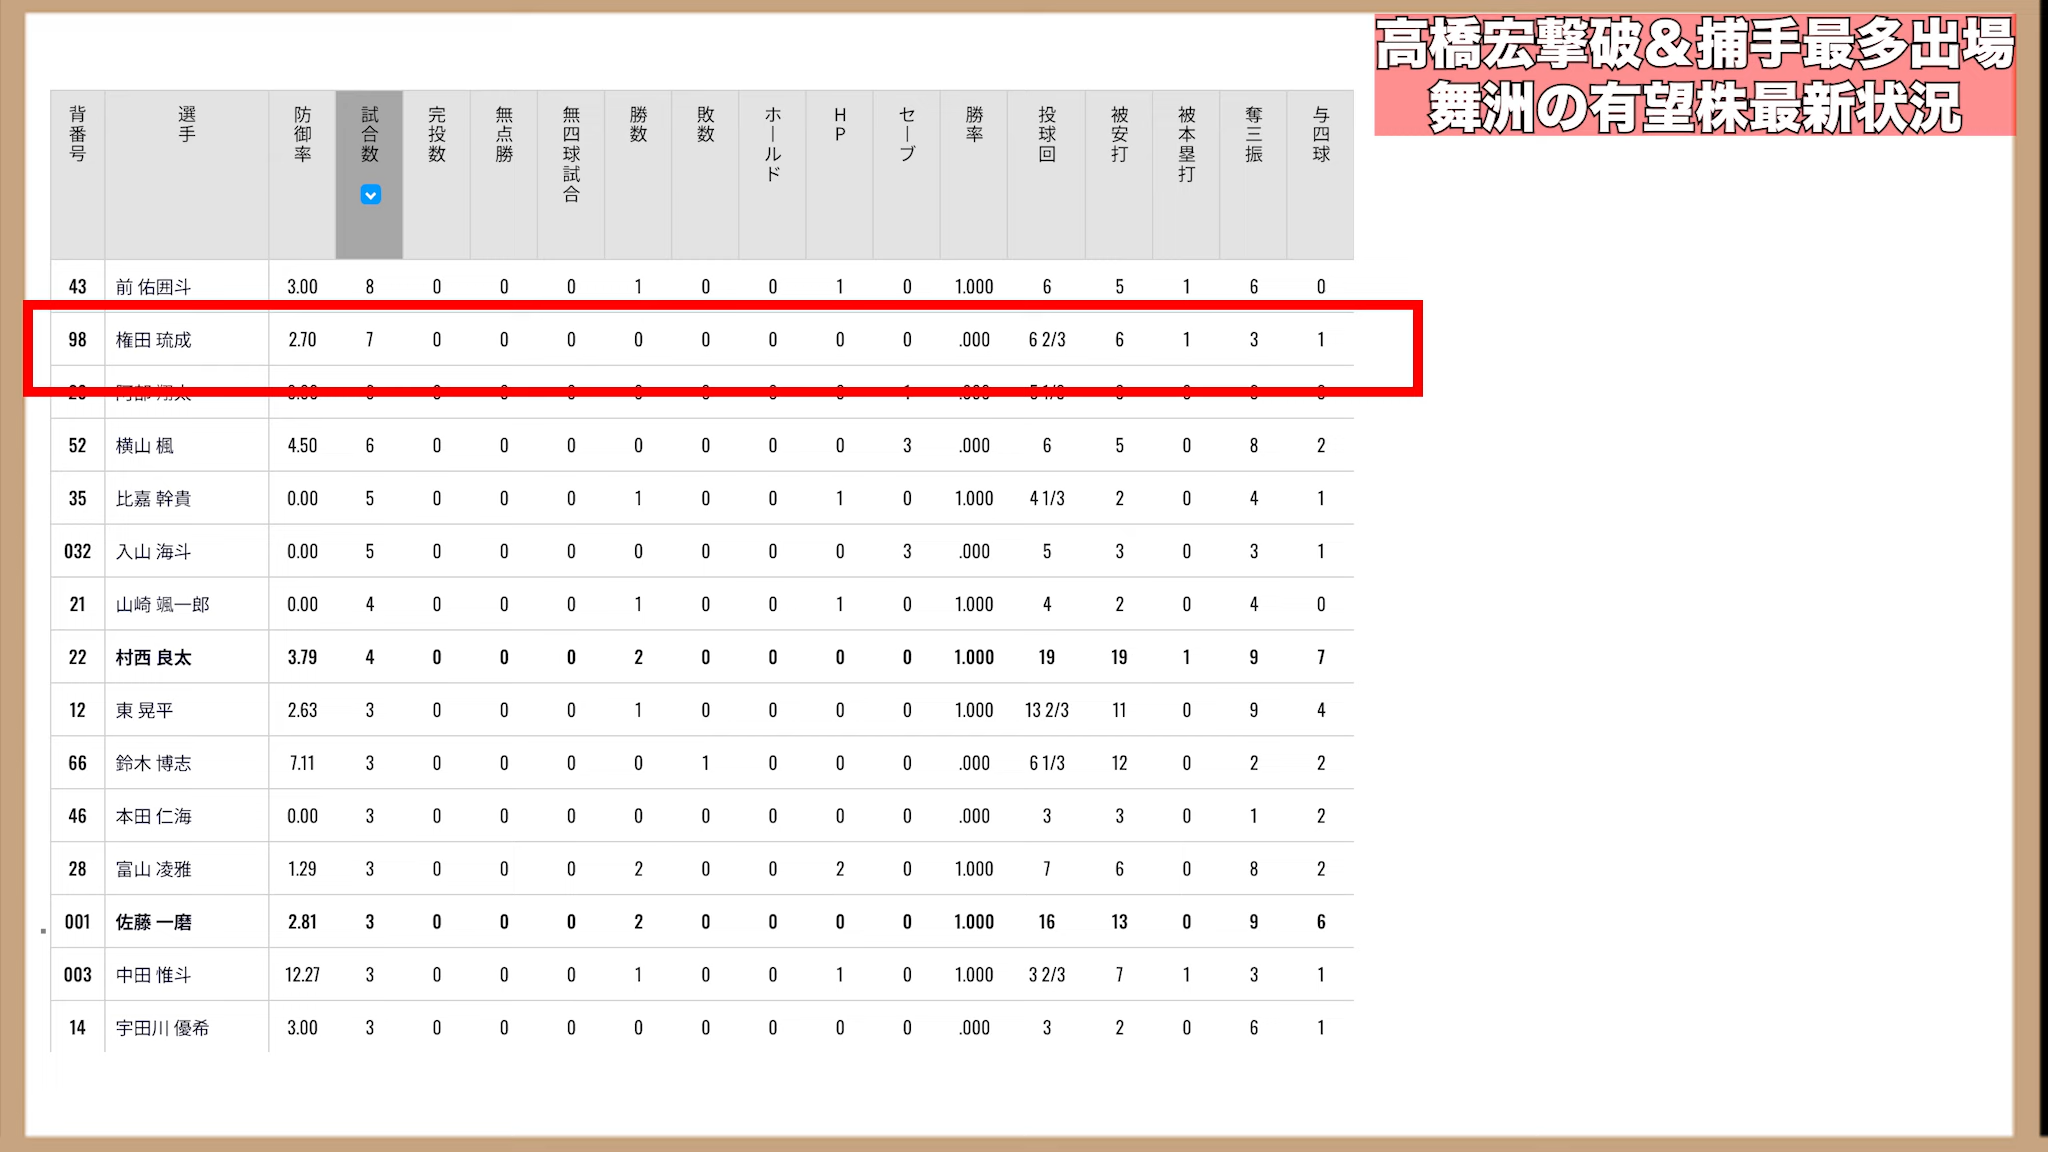 高橋宏撃破&捕手最多出場
舞洲の有望株最新状況
背番号 選手 防御率 試合数 完投数 無点勝 無四球試合 勝数 敗数 ホールド HP セーブ 勝率 投球回 被安打 被本塁打 奪三振 与四球
43 前 佑囲斗 3.00 8 0 0 0 1 0 0 1 0 1.000 6 5 1 6 0
98 権田 琉成 2.70 7 0 0 0 0 0 0 0 0 .000 6 2/3 6 1 3 1
52 横山 楓 4.50 6 0 0 0 0 0 0 0 3 .000 6 5 0 8 2
35 比嘉 幹貴 0.00 5 0 0 0 1 0 0 1 0 1.000 4 1/3 2 0 4 1
032 入山 海斗 0.00 5 0 0 0 0 0 0 0 3 .000 5 3 0 3 1
21 山崎 颯一郎 0.00 4 0 0 0 1 0 0 1 0 1.000 4 2 0 4 0
22 村西 良太 3.79 4 0 0 0 2 0 0 0 0 1.000 19 19 1 9 7
12 東 晃平 2.63 3 0 0 0 1 0 0 0 0 1.000 13 2/3 11 0 9 4
66 鈴木 博志 7.11 3 0 0 0 0 1 0 0 0 .000 6 1/3 12 0 2 2
46 本田 仁海 0.00 3 0 0 0 0 0 0 0 0 .000 3 3 0 1 2
28 富山 凌雅 1.29 3 0 0 0 2 0 0 2 0 1.000 7 6 0 8 2
001 佐藤 一磨 2.81 3 0 0 0 2 0 0 0 0 1.000 16 13 0 9 6
003 中田 惟斗 12.27 3 0 0 0 1 0 0 1 0 1.000 3 2/3 7 1 3 1
14 宇田川 優希 3.00 3 0 0 0 0 0 0 0 0 .000 3 2 0 6 1